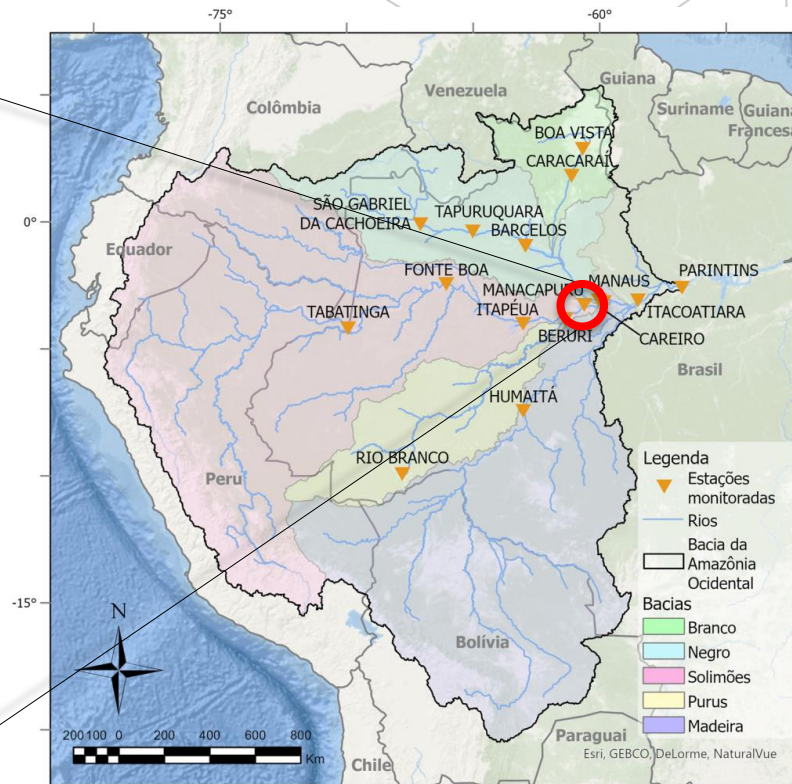 -75°
-60°
Guiana
Venezuela
Colômbia
Suriname
Guiana
Francesa
BOA VISTA
CARACARAÍ
SÃO GABRIEL
DA CACHOEIRA
TAPURUQUARA
BARCELOS
0°
Equador
FONTE BOA
MANAUS
PARINTINS
MANACAPURU
TABATINGA
ITAPÉUA
ITACOATIARA
BERURI
CAREIRO
Brasil
HUMAITÁ
RIO BRANCO
Peru
Legenda
Estações
monitoradas
Rios
Bacia da
Amazônia
Ocidental
-15°
N
Bacias
Branco
Negro
Solimões
Purus
Madeira
Bolívia
200 100 0 200 400 600 800
Km
Paraguai
Chile
Esri, GEBCO, DeLorme, NaturalVue